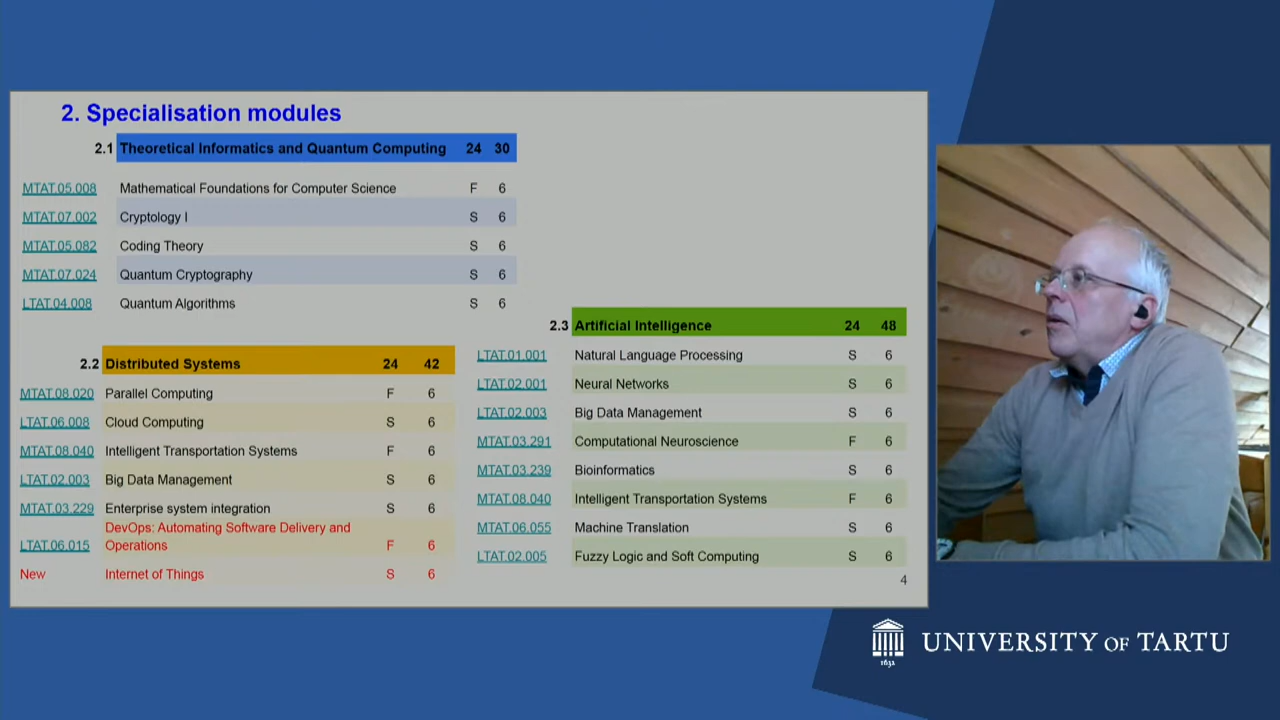 2. Specialisation modules
2.1 Theoretical Informatics and Quantum Computing 24 30
MTAT.05.008 Mathematical Foundations for Computer Science F 6
MTAT.07.002 Cryptology I S 6
MTAT.05.082 Coding Theory S 6
MTAT.07.024 Quantum Cryptography S 6
LTAT.04.008 Quantum Algorithms S 6
2.2 Distributed Systems 24 42
MTAT.08.020 Parallel Computing F 6
LTAT.06.008 Cloud Computing S 6
MTAT.08.040 Intelligent Transportation Systems F 6
LTAT.02.003 Big Data Management S 6
MTAT.03.229 Enterprise system integration S 6
DevOps: Automating Software Delivery and
LTAT.06.015 Operations F 6
New Internet of Things S 6
2.3 Artificial Intelligence 24 48
LTAT.01.001 Natural Language Processing S 6
LTAT.02.001 Neural Networks S 6
LTAT.02.003 Big Data Management S 6
MTAT.03.291 Computational Neuroscience F 6
MTAT.03.239 Bioinformatics S 6
MTAT.08.040 Intelligent Transportation Systems F 6
MTAT.06.055 Machine Translation S 6
LTAT.02.005 Fuzzy Logic and Soft Computing S 6
4
UNIVERSITY OF TARTU
1632